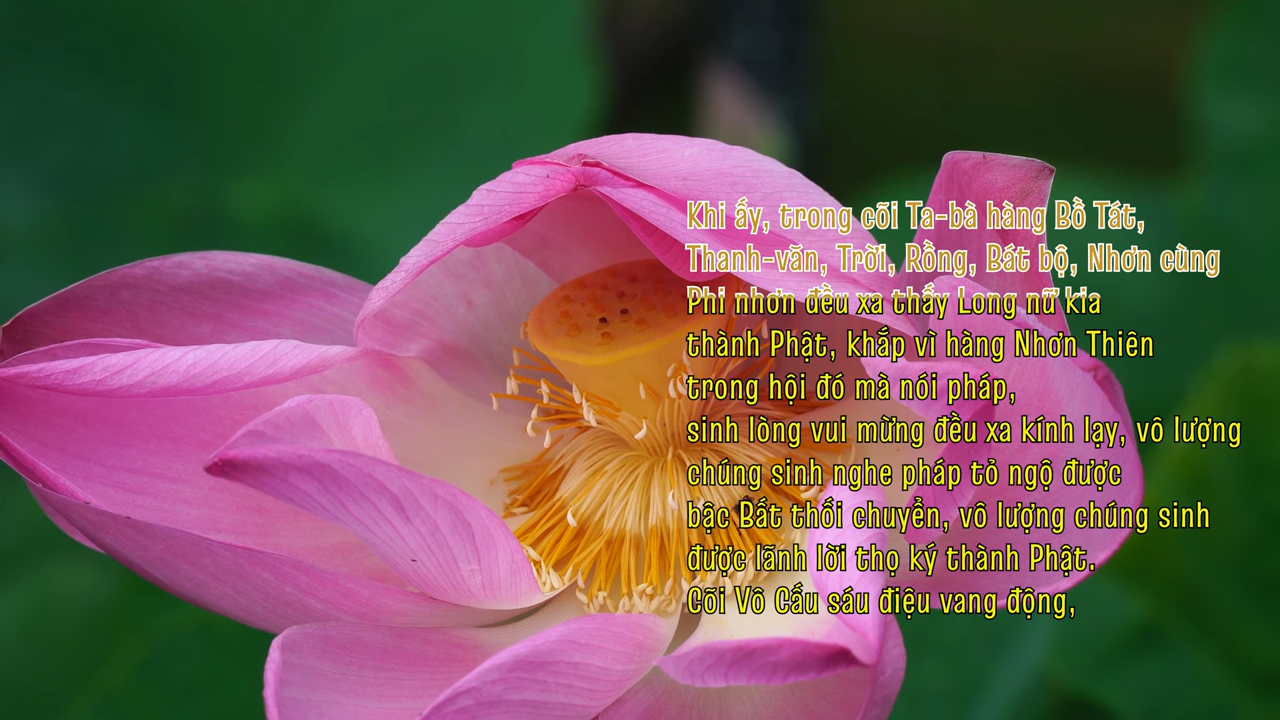 Khi ấy, trong cõi Ta-bà hàng Bồ Tát,
Thanh-văn, Trời, Rồng, Bát bộ, Nhơn cùng
Phi nhơn đều xa thấy Long nữ kia
thành Phật, khắp vì hàng Nhơn Thiên
trong hội đó mà nói pháp,
sinh lòng vui mừng đều xa kính lạy, vô lượng
chúng sinh nghe pháp tỏ ngộ được
bậc Bất thối chuyển, vô lượng chúng sinh
được lãnh lời thọ ký thành Phật.
Cõi Vô Cấu sáu điệu vang động,